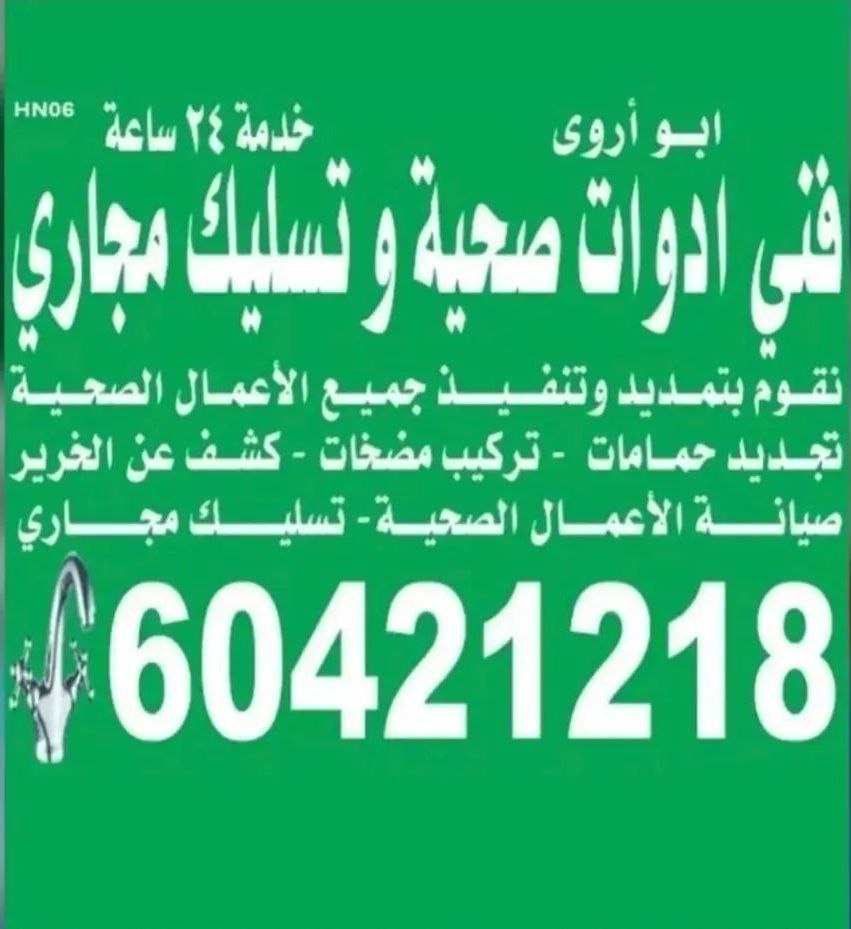 HN06
ابو أروى
خدمة ٢٤ ساعة
فني ادوات صحية و تسليك مجاري
نقوم بتمديد وتنفيذ جميع الأعمال الصحية
تجديد حمامات - تركيب مضخات - كشف عن الخرير
صيانة الأعمال الصحية - تسليك مجاري
60421218